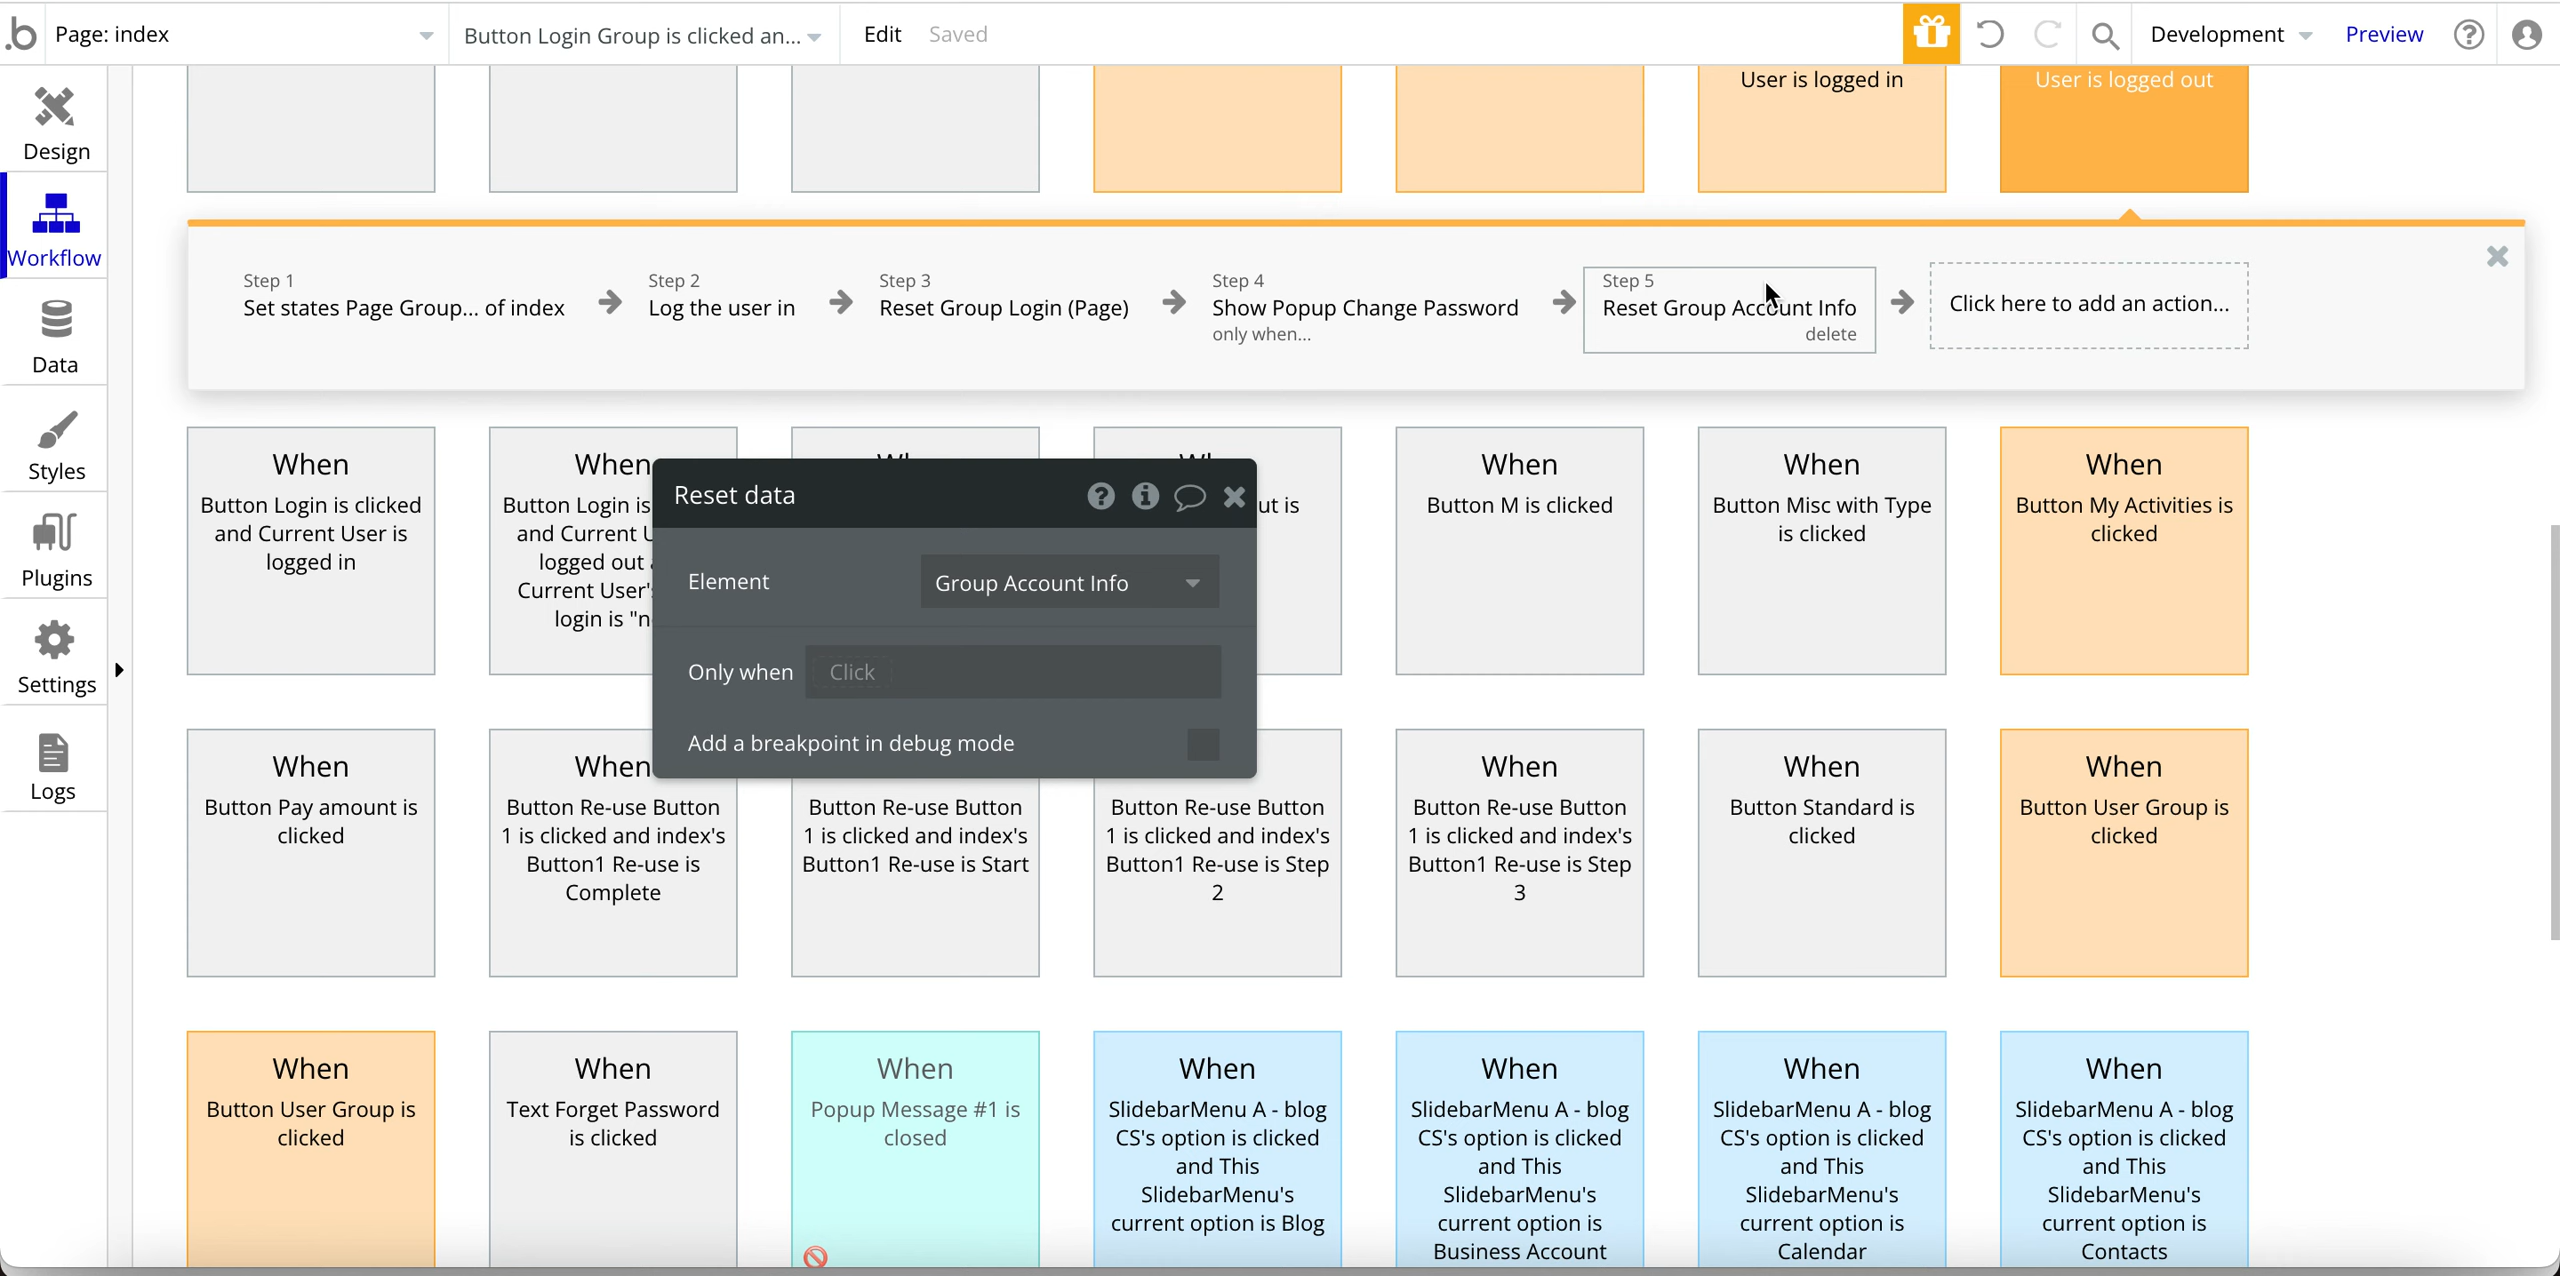 .b
Page: index
Button Login Group is clicked an...
Edit
Saved
Development
Preview
Design
Workflow
Data
Styles
Plugins
Settings
Logs
User is logged in
User is logged out
Step 1
Set states Page Group... of index
Step 2
Log the user in
Step 3
Reset Group Login (Page)
Step 4
Show Popup Change Password
only when...
Step 5
Reset Group Account Info
delete
Click here to add an action...
When
Button Login is clicked
and Current User is
logged in
When
Button Login is
and Current U
logged out
Current User's
login is "n
ut is
When
Button M is clicked
When
Button Misc with Type
is clicked
When
Button My Activities is
clicked
Reset data
Element
Group Account Info
Only when
Click
Add a breakpoint in debug mode
When
Button Pay amount is
clicked
When
Button Re-use Button
1 is clicked and index's
Button1 Re-use is
Complete
Button Re-use Button
1 is clicked and index's
Button1 Re-use is Start
Button Re-use Button
1 is clicked and index's
Button1 Re-use is Step
2
When
Button Re-use Button
1 is clicked and index's
Button1 Re-use is Step
3
When
Button Standard is
clicked
When
Button User Group is
clicked
When
Button User Group is
clicked
When
Text Forget Password
is clicked
When
Popup Message #1 is
closed
When
SlidebarMenu A - blog
CS's option is clicked
and This
SlidebarMenu's
current option is Blog
When
SlidebarMenu A - blog
CS's option is clicked
and This
SlidebarMenu's
current option is
Business Account
When
SlidebarMenu A - blog
CS's option is clicked
and This
SlidebarMenu's
current option is
Calendar
When
SlidebarMenu A - blog
CS's option is clicked
and This
SlidebarMenu's
current option is
Contacts